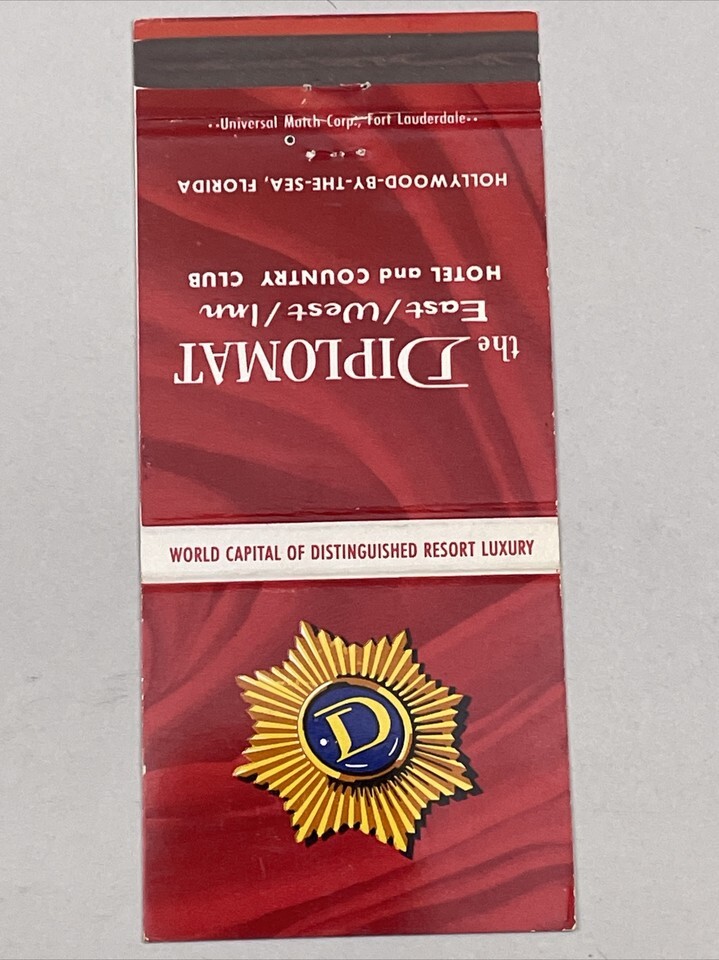 ••Universal Match Corp., Fort Lauderdale••
the DIPLOMAT
East/West/Inn
HOTEL and COUNTRY CLUB
HOLLYWOOD-BY-THE-SEA, FLORIDA
WORLD CAPITAL OF DISTINGUISHED RESORT LUXURY
D